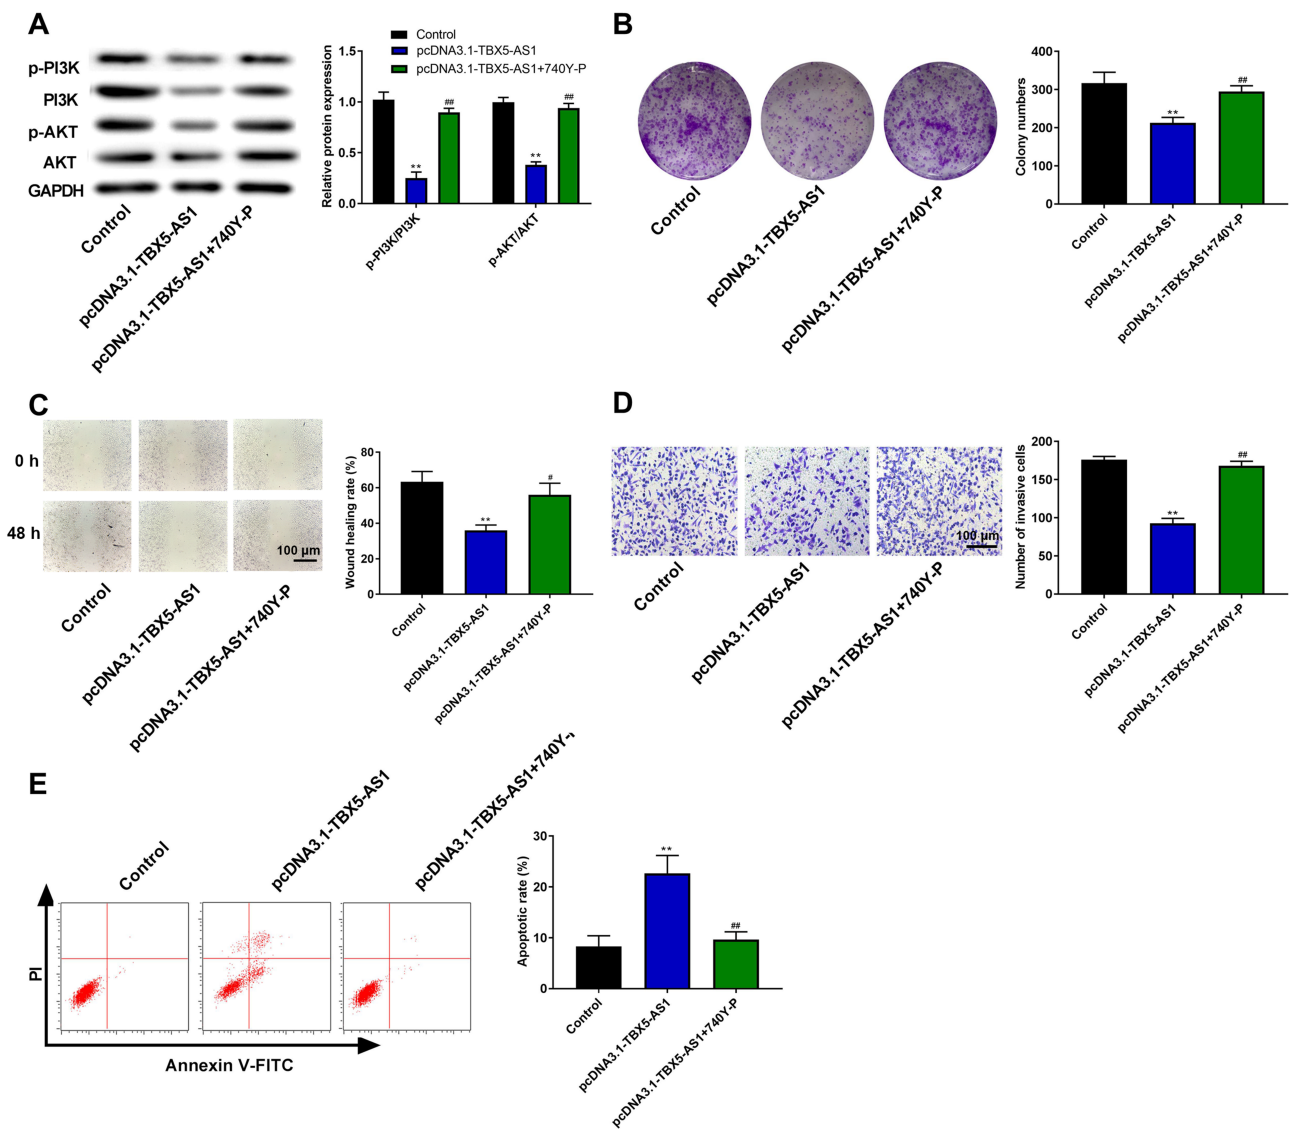 A
p-PI3K
PI3K
p-AKT
AKT
GAPDH
Control
pcDNA3.1-TBX5-AS1
pcDNA3.1-TBX5-AS1+740Y-P
Relative protein expression
1.5
1.0
0.5
0.0
Control
pcDNA3.1-TBX5-AS1
pcDNA3.1-TBX5-AS1+740Y-P
**
##
**
##
p-PI3K/PI3K
p-AKT/AKT
B
Control
pcDNA3.1-TBX5-AS1
pcDNA3.1-TBX5-AS1+740Y-P
Colony numbers
400
300
200
100
0
**
##
Control
pcDNA3.1-TBX5-AS1
pcDNA3.1-TBX5-AS1+740Y-P
C
0 h
48 h
100 μm
Control
pcDNA3.1-TBX5-AS1
pcDNA3.1-TBX5-AS1+740Y-P
Wound healing rate (%)
80
60
40
20
0
**
#
Control
pcDNA3.1-TBX5-AS1
pcDNA3.1-TBX5-AS1+740Y-P
D
100 μm
Control
pcDNA3.1-TBX5-AS1
pcDNA3.1-TBX5-AS1+740Y-P
Number of invasive cells
200
150
100
50
0
**
##
Control
pcDNA3.1-TBX5-AS1
pcDNA3.1-TBX5-AS1+740Y-P
E
Control
pcDNA3.1-TBX5-AS1
pcDNA3.1-TBX5-AS1+740Y-
PI
Annexin V-FITC
Apoptotic rate (%)
30
20
10
0
**
##
Control
pcDNA3.1-TBX5-AS1
pcDNA3.1-TBX5-AS1+740Y-P